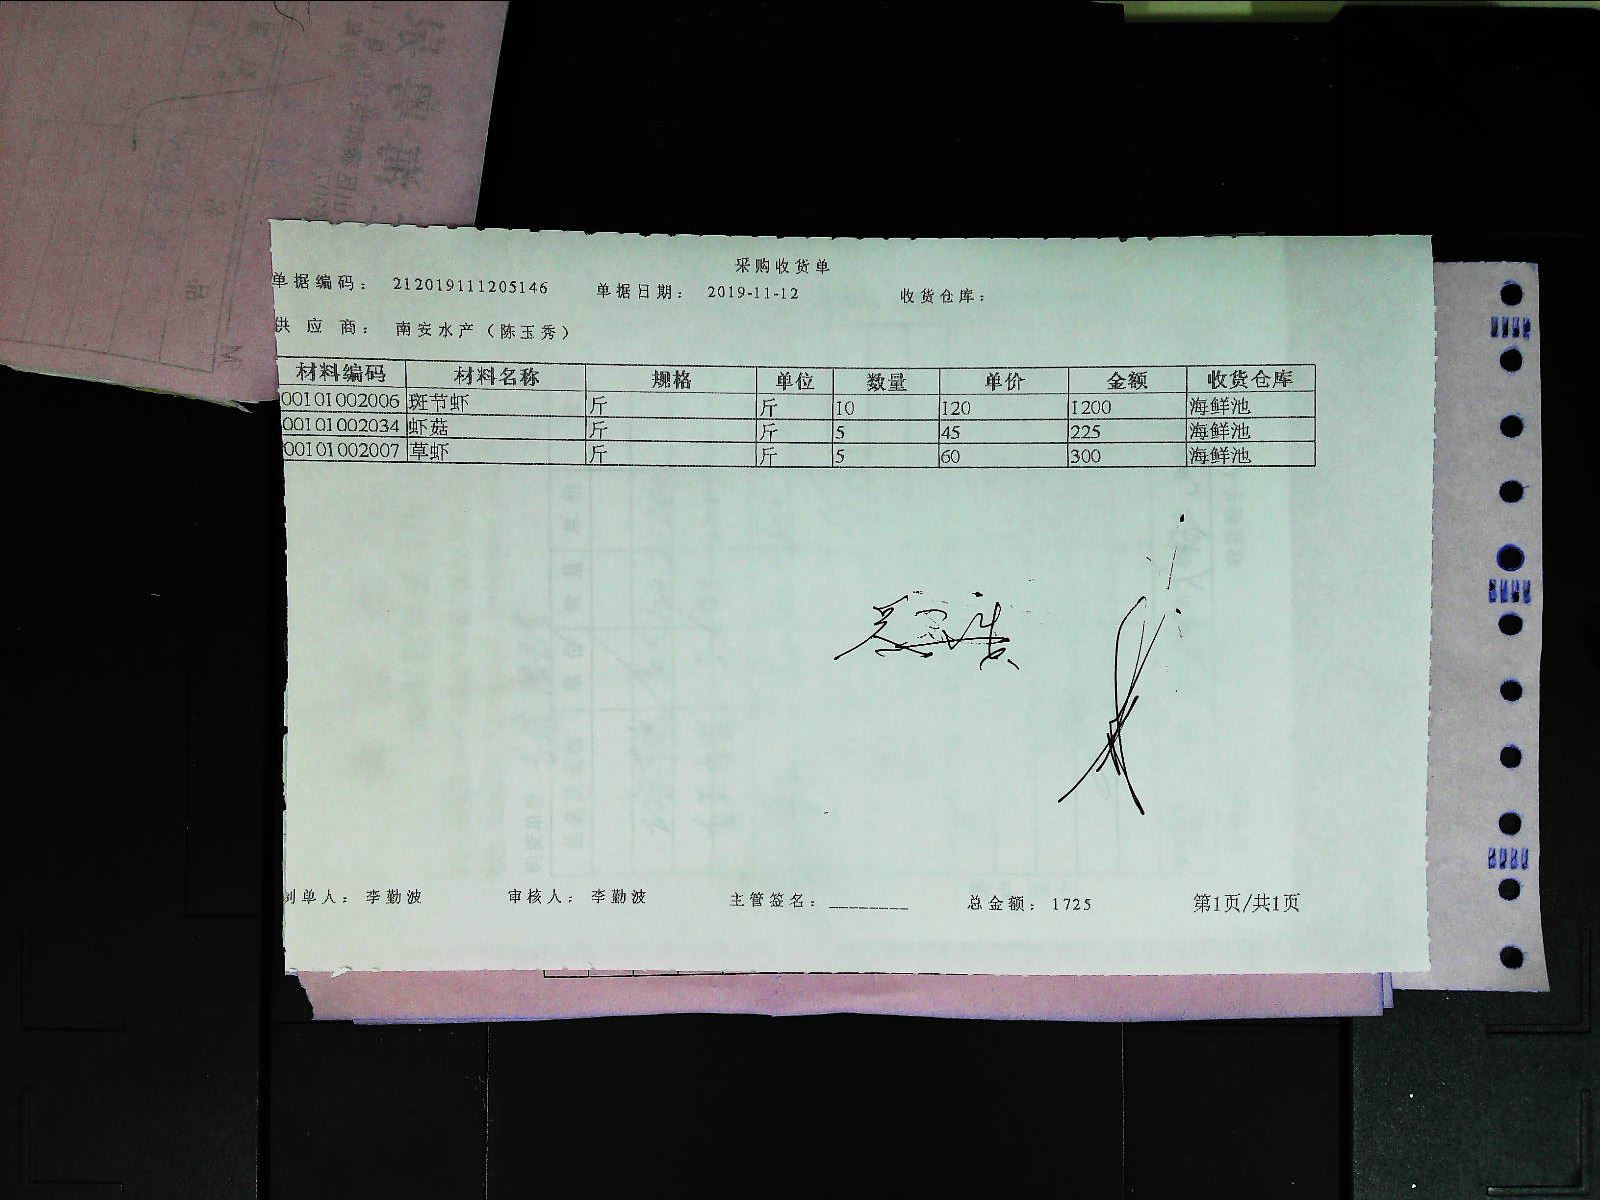 采购收货单
单据编码： 212019111205146 单据日期： 2019-11-12 收货仓库：
供应商： 南安水产（陈玉秀）
材料编码 材料名称 规格 单位 数量 单价 金额 收货仓库
00101002006 斑节虾 斤 斤 10 120 1200 海鲜池
00101002034 虾菇 斤 斤 5 45 225 海鲜池
00101002007 草虾 斤 斤 5 60 300 海鲜池
制单人： 李勤波 审核人： 李勤波 主管签名：________ 总金额： 1725 第1页/共1页